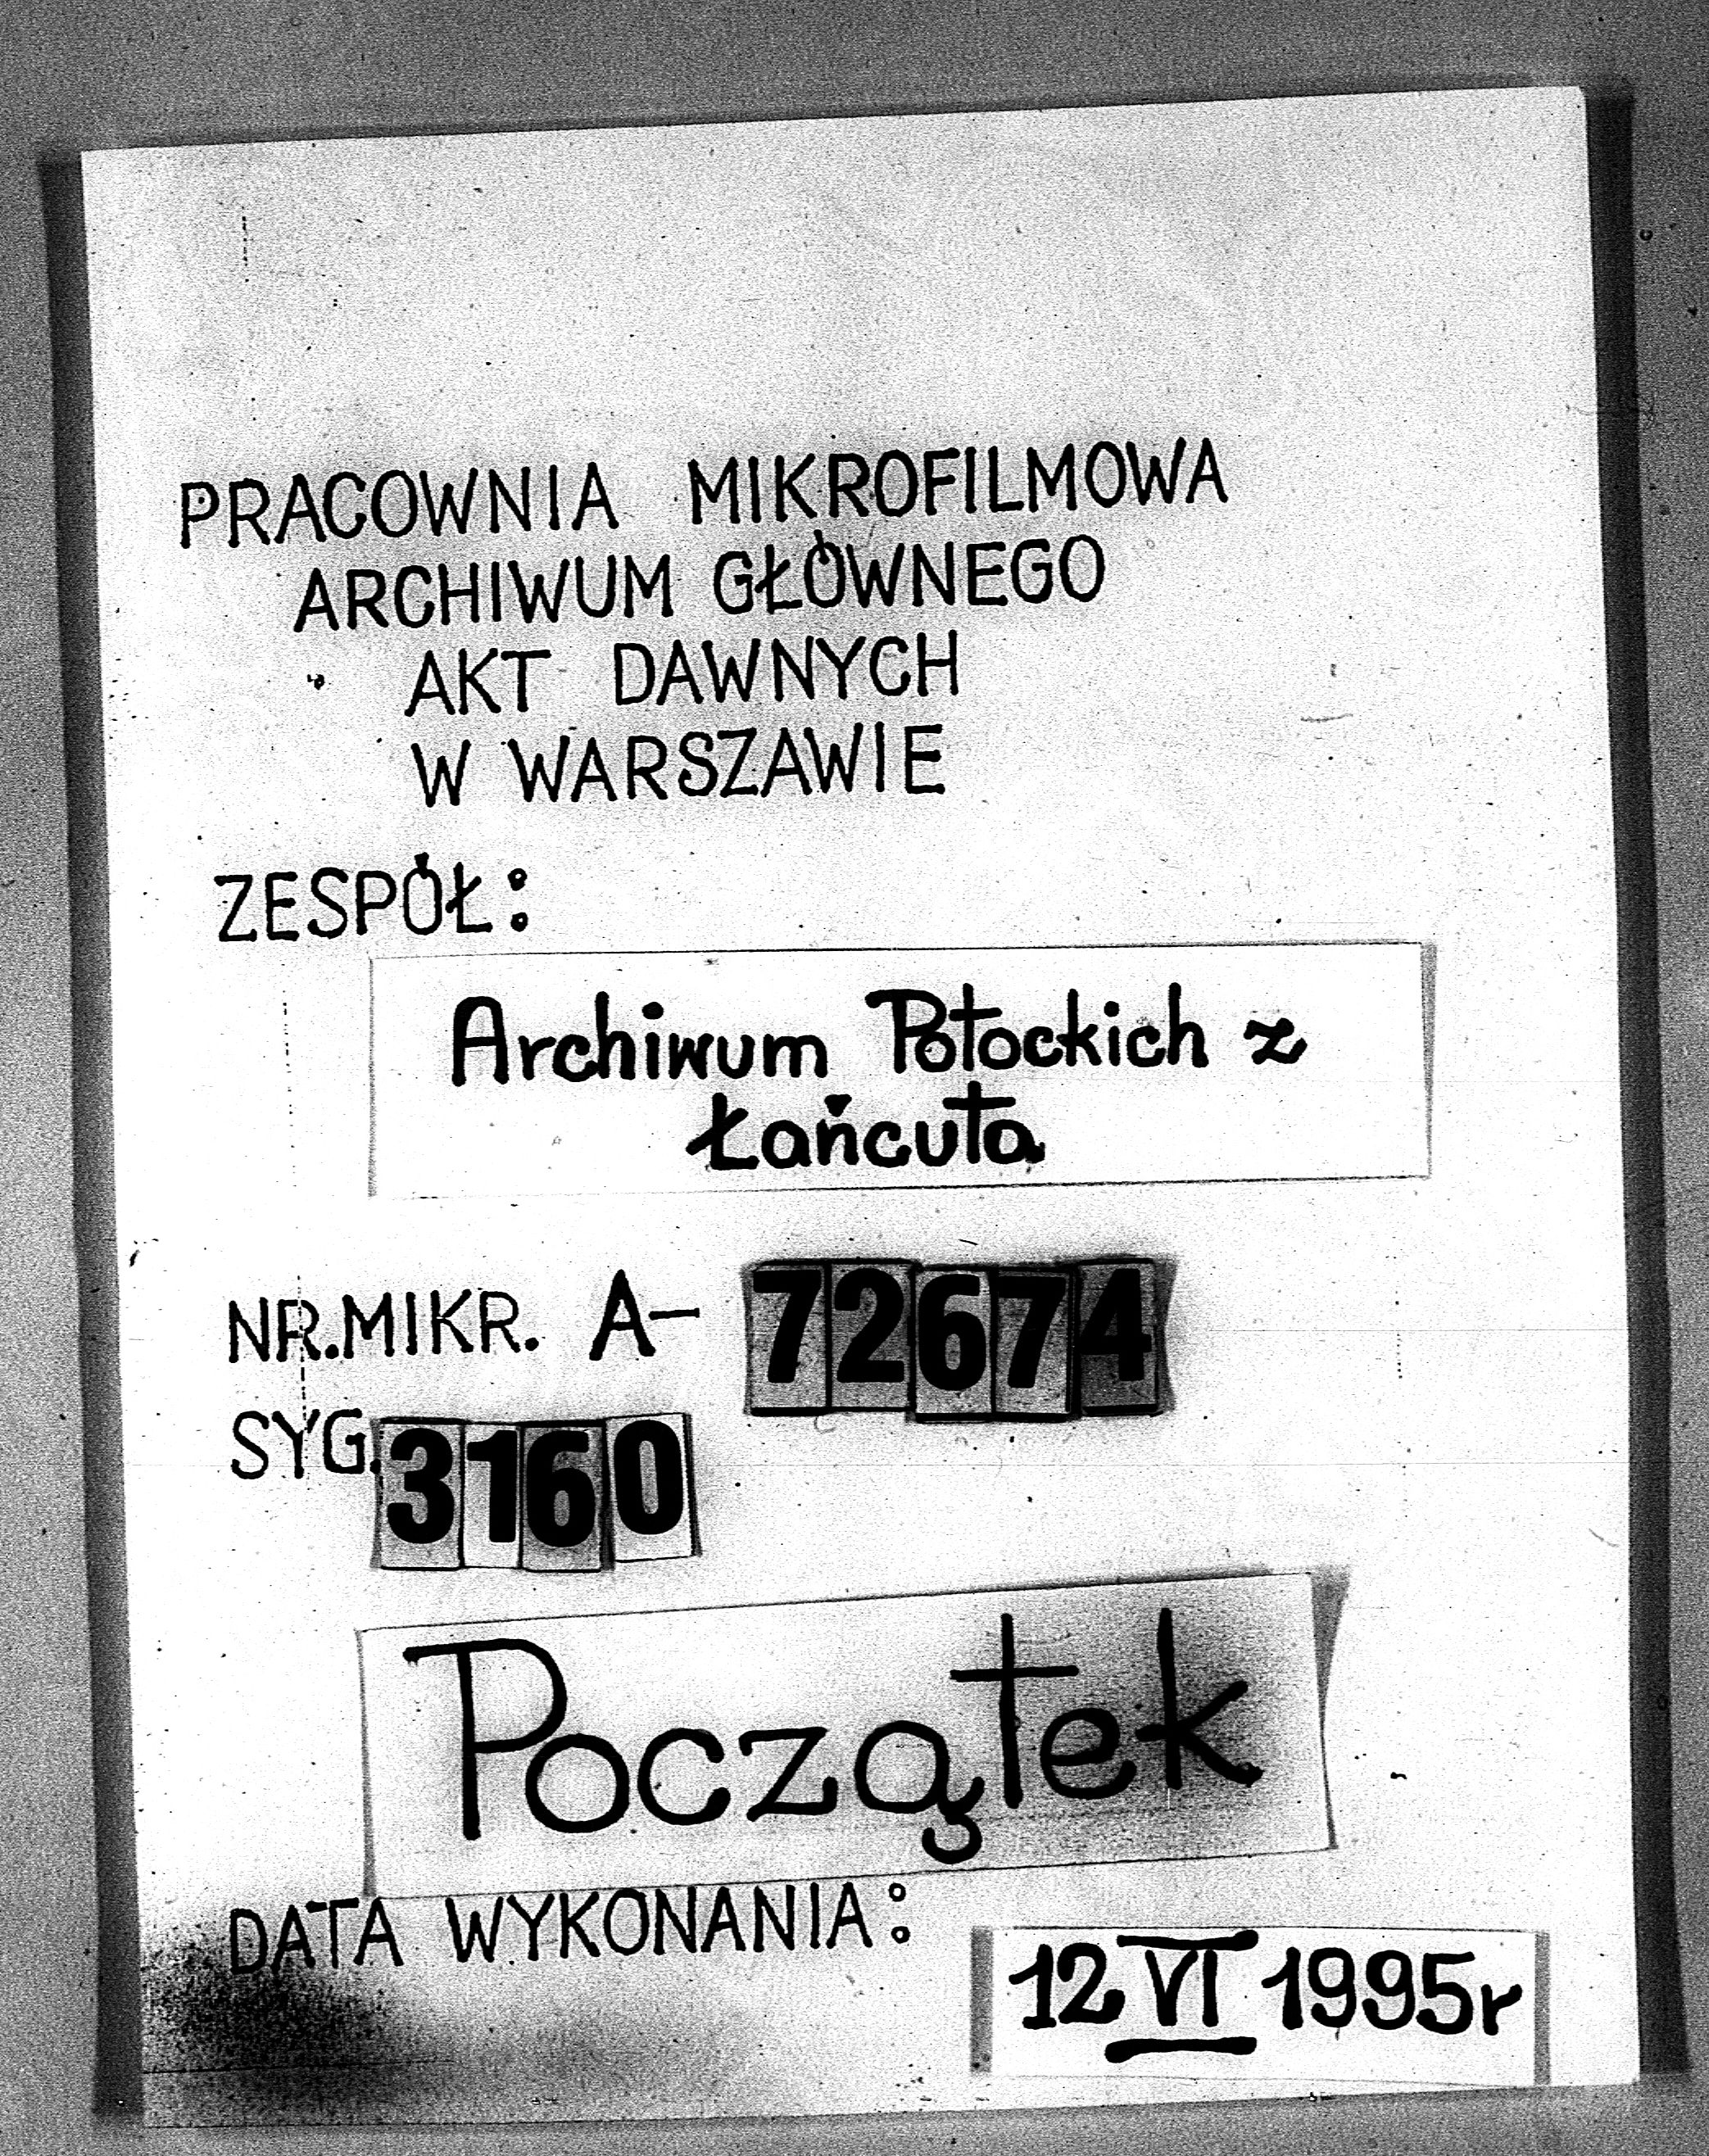 PRACOWNIA MIKROFILMOWA
ARCHIWUM GŁÓWNEGO
AKT DAWNYCH
W WARSZAWIE
ZESPÓŁ:
Archiwum Potockich z
Łańcuta
NR.MIKR. A- 72674
SYG. 3160
Początek
DATA WYKONANIA:
12 VI 1995r